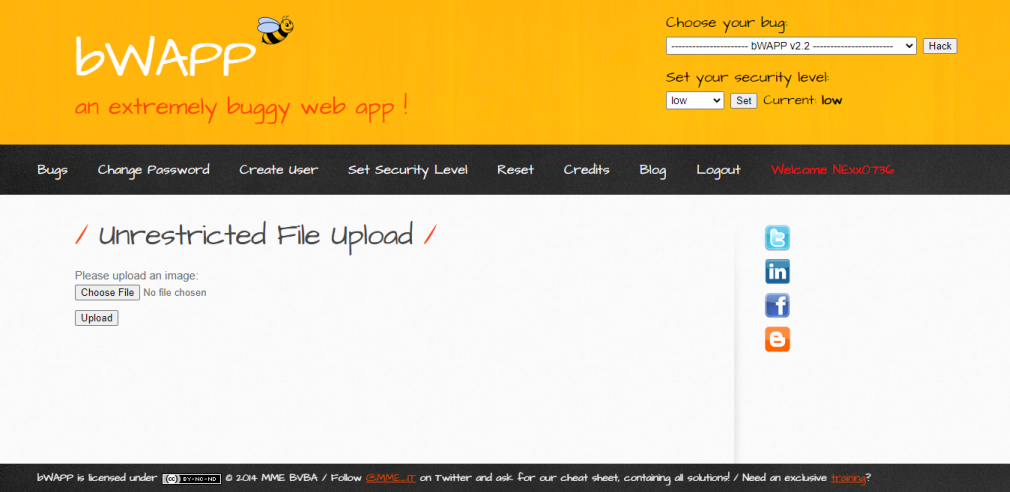 bWAPP
an extremely buggy web app !
Choose your bug:
---------------------- bWAPP v2.2 ----------------------- Hack
Set your security level:
low Set Current: low
Bugs Change Password Create User Set Security Level Reset Credits Blog Logout Welcome NExx0736
/ Unrestricted File Upload /
Please upload an image:
Choose File No file chosen
Upload
t
in
f
B
bWAPP is licensed under (cc) BY-NC-ND © 2014 MME BVBA / Follow @MME_IT on Twitter and ask for our cheat sheet, containing all solutions! / Need an exclusive training?